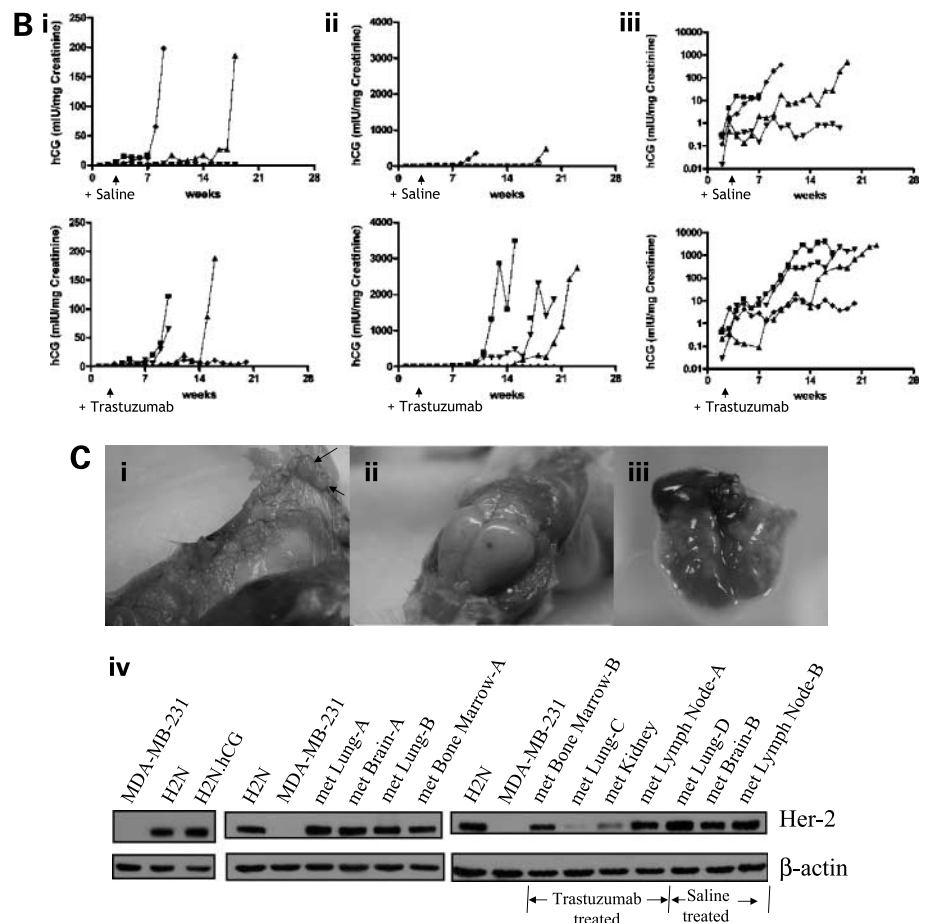 B i
ii
iii
hCG (mIU/mg Creatinine)
250
200
150
100
50
0
0 7 14 21 28
+ Saline
weeks
hCG (mIU/mg Creatinine)
4000
3000
2000
1000
0
0 7 14 21 28
+ Saline
weeks
hCG (mIU/mg Creatinine)
10000
1000
100
10
1
0.1
0.01
0 7 14 21 28
+ Saline
weeks
hCG (mIU/mg Creatinine)
250
200
150
100
50
0
0 7 14 21 28
weeks
+ Trastuzumab
hCG (mIU/mg Creatinine)
4000
3000
2000
1000
0
0 7 14 21 28
weeks
+ Trastuzumab
hCG (mIU/mg Creatinine)
10000
1000
100
10
1
0.1
0.01
0 7 14 21 28
weeks
+ Trastuzumab
C
i
ii
iii
iv
MDA-MB-231
H2N
H2N.hCG
H2N
MDA-MB-231
met Lung-A
met Brain-A
met Lung-B
met Bone Marrow-A
H2N
MDA-MB-231
met Bone Marrow-B
met Lung-C
met Kidney
met Lymph Node-A
met Lung-D
met Brain-B
met Lymph Node-B
Her-2
β-actin
Trastuzumab
treated
Saline
treated